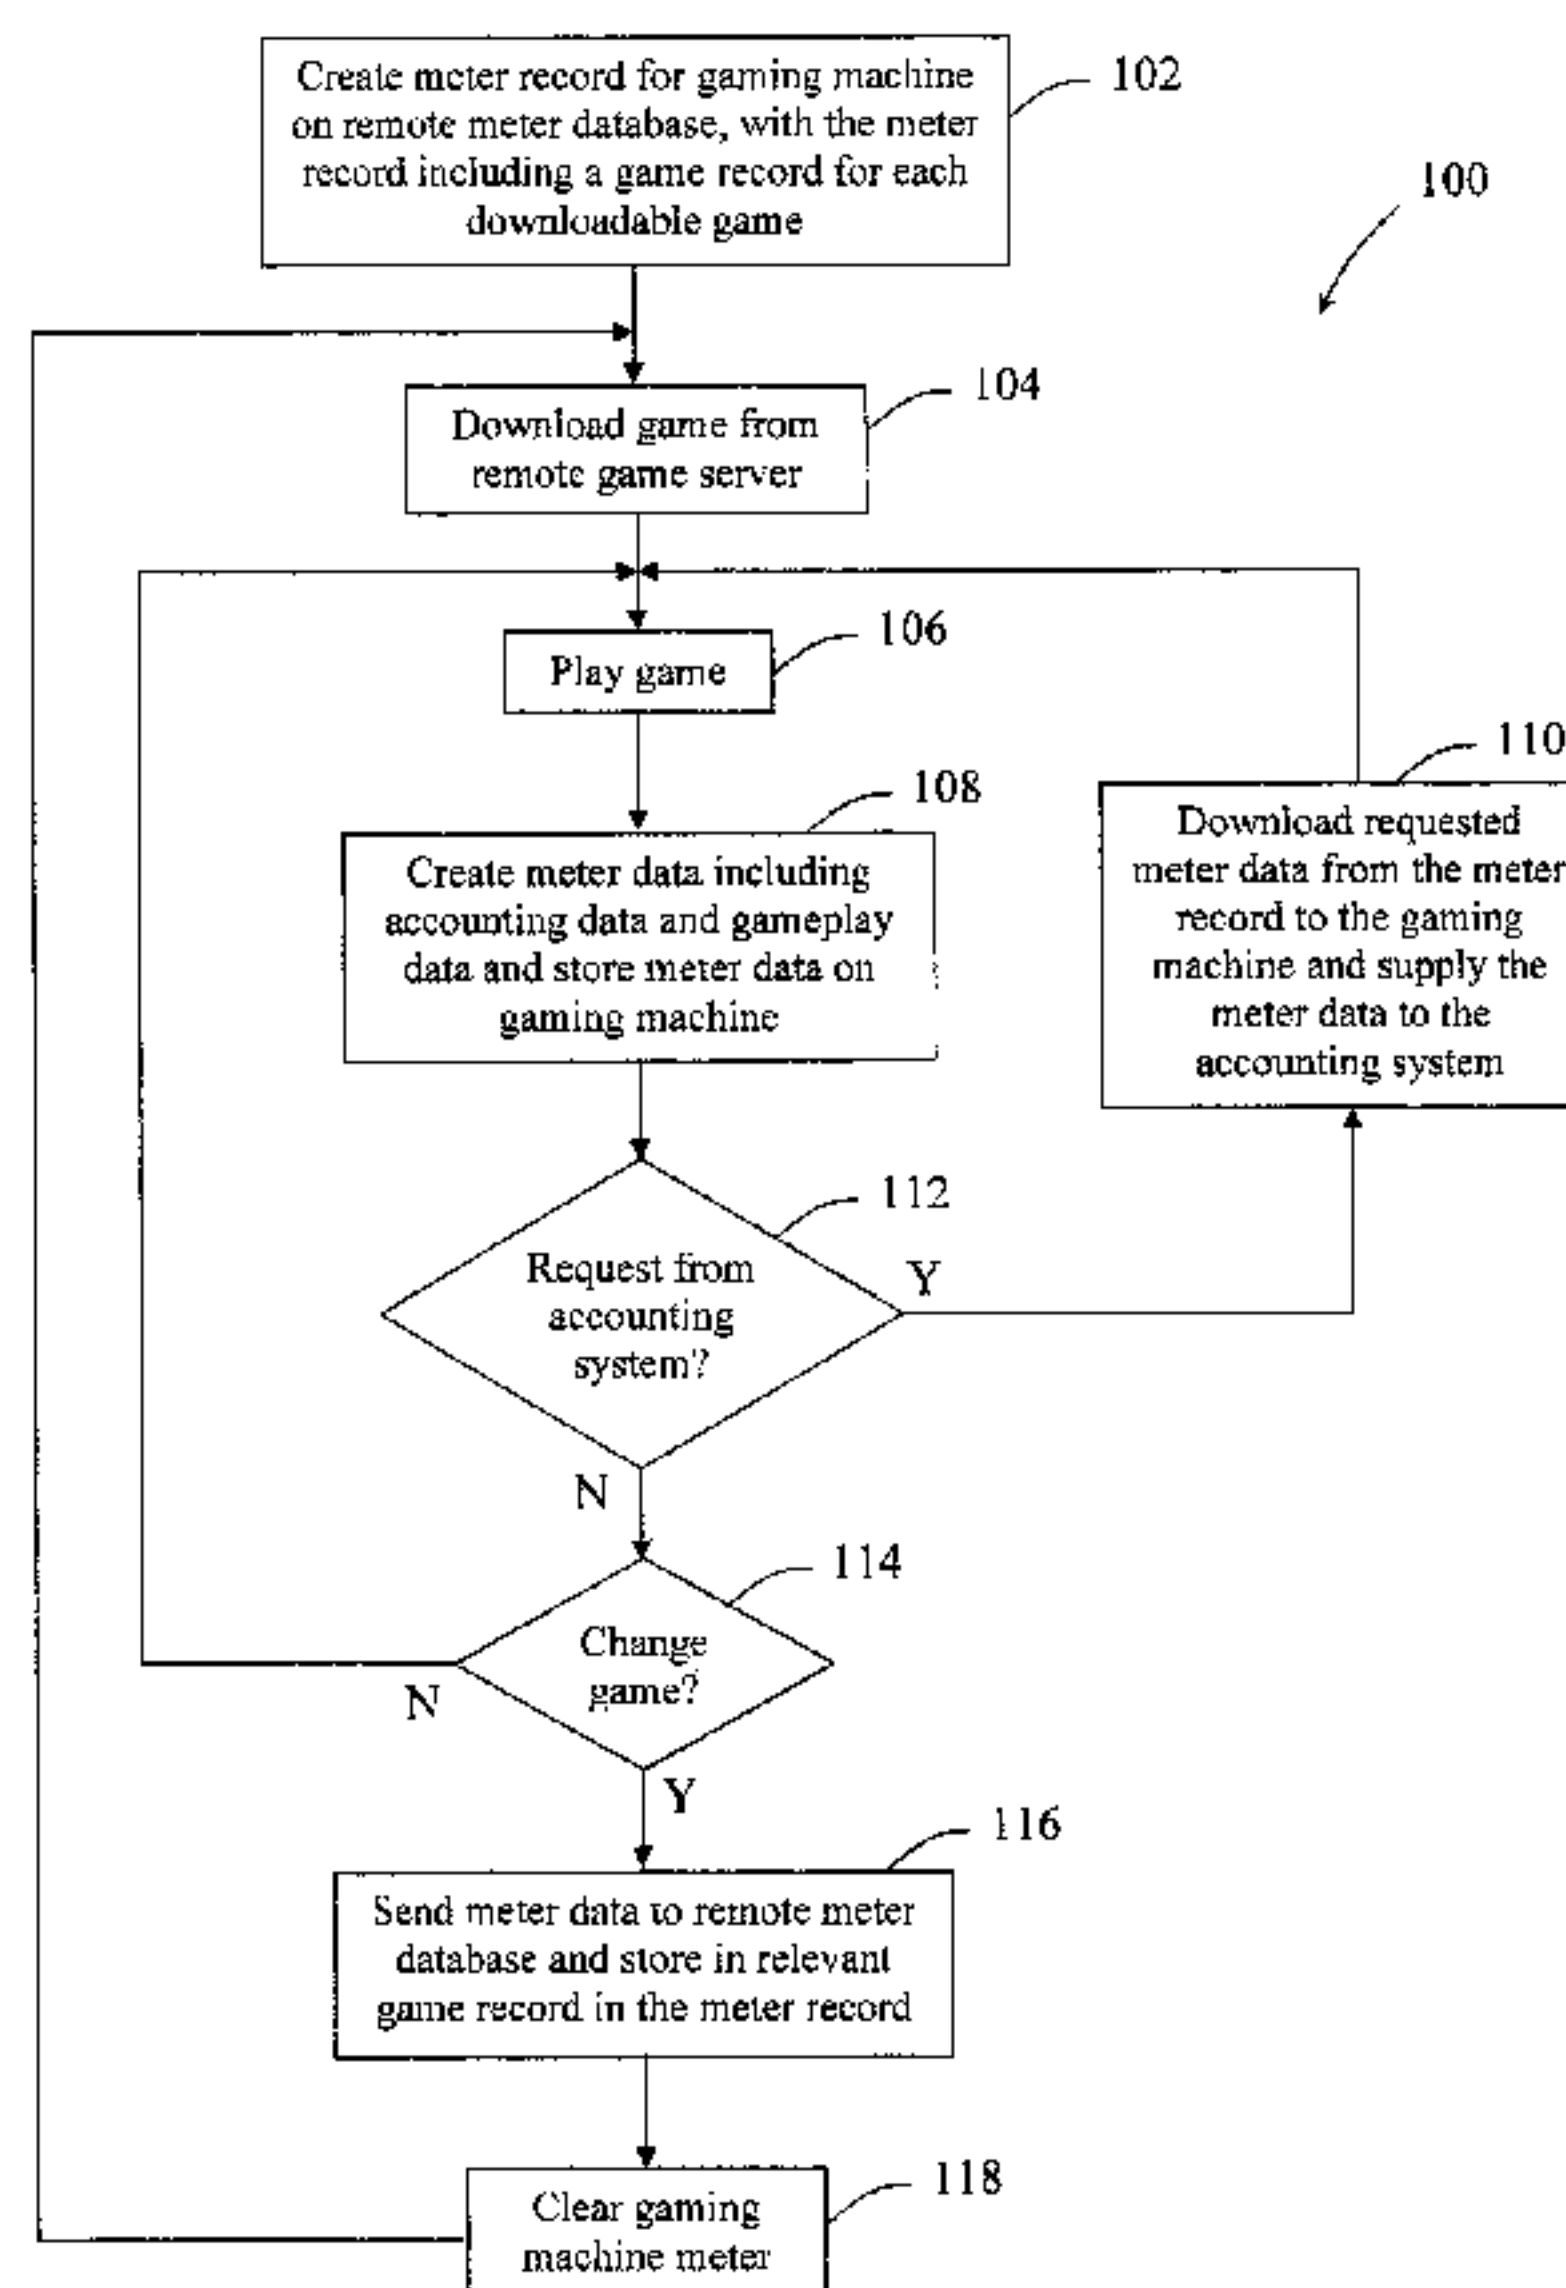 Create meter record for gaming machine
on remote meter database, with the meter
record including a game record for each
downloadable game
102
100
Download game from
remote game server
104
Play game
106
Create meter data including
accounting data and gameplay
data and store meter data on
gaming machine
108
Download requested
meter data from the meter
record to the gaming
machine and supply the
meter data to the
accounting system
110
Request from
accounting
system?
112
Y
N
Change
game?
114
N
Y
Send meter data to remote meter
database and store in relevant
game record in the meter record
116
Clear gaming
machine meter
118